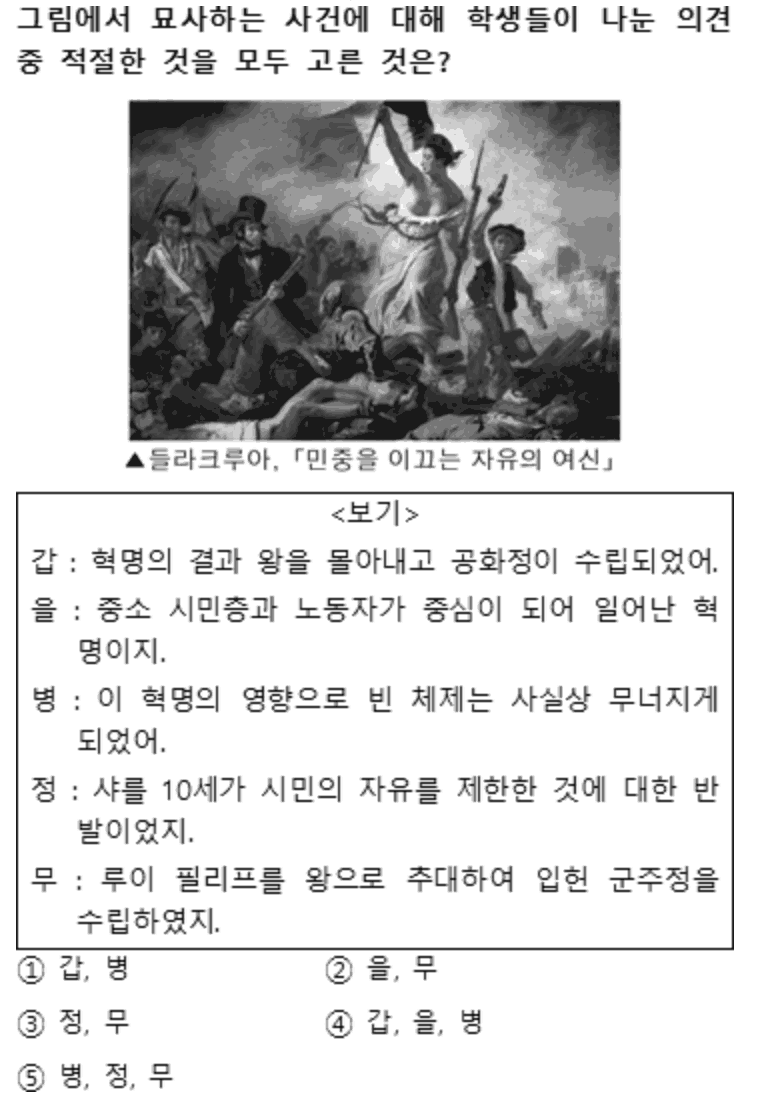 그림에서 묘사하는 사건에 대해 학생들이 나눈 의견
중 적절한 것을 모두 고른 것은?
▲들라크루아, 「민중을 이끄는 자유의 여신」
<보기>
갑 : 혁명의 결과 왕을 몰아내고 공화정이 수립되었어.
을 : 중소 시민층과 노동자가 중심이 되어 일어난 혁
명이지.
병 : 이 혁명의 영향으로 빈 체제는 사실상 무너지게
되었어.
정 : 샤를 10세가 시민의 자유를 제한한 것에 대한 반
발이었지.
무 : 루이 필리프를 왕으로 추대하여 입헌 군주정을
수립하였지.
① 갑, 병 ② 을, 무
③ 정, 무 ④ 갑, 을, 병
⑤ 병, 정, 무